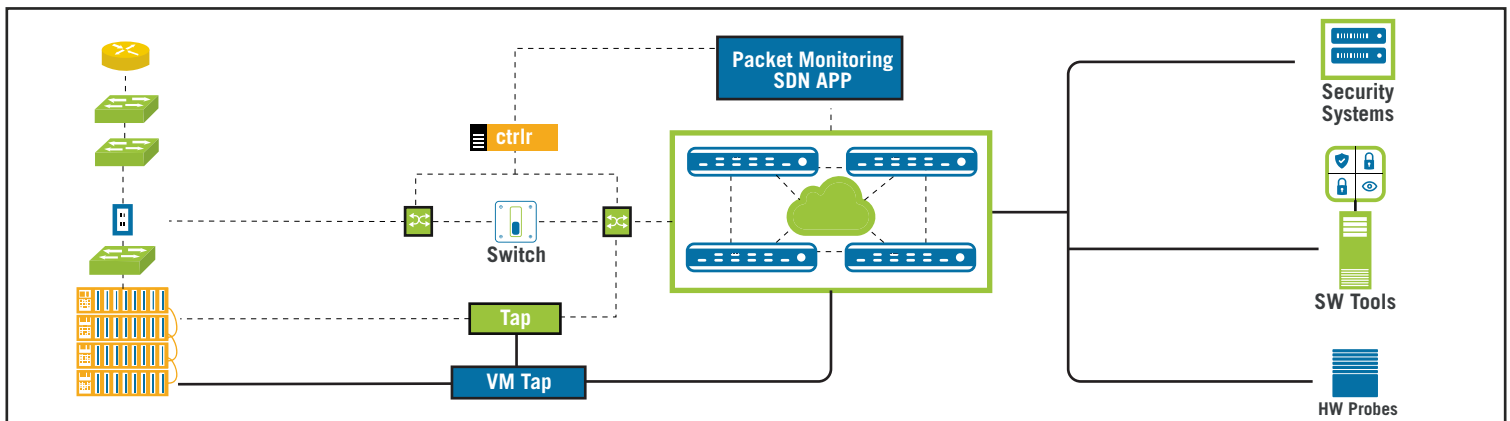 Packet Monitoring
SDN APP
ctrlr
Switch
Tap
VM Tap
Security
Systems
SW Tools
HW Probes